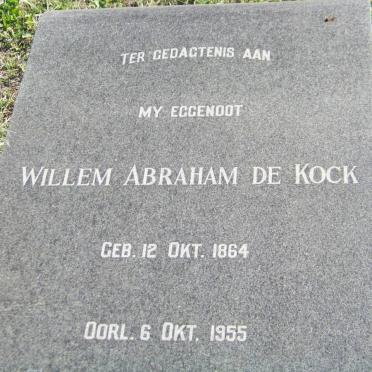 TER GEDAGTENIS AAN
MY EGGENOOT
WILLEM ABRAHAM DE KOCK
GEB. 12 OKT. 1864
OORL. 6 OKT. 1955